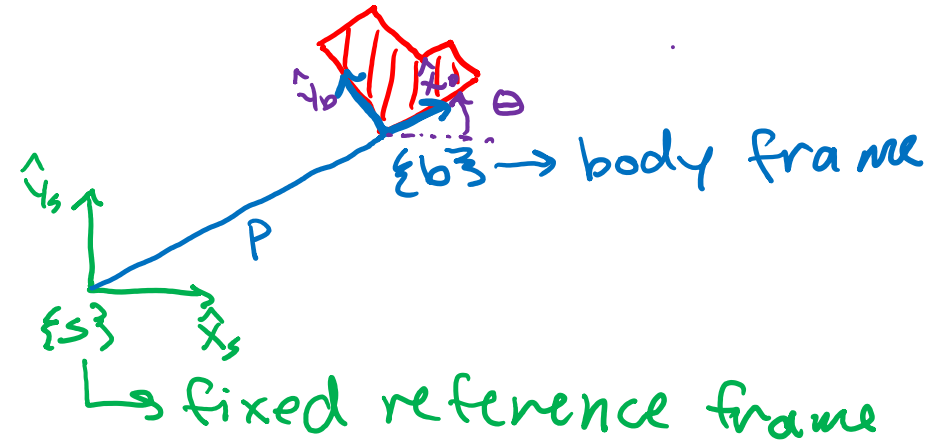 ŷb
x̂b
θ
{b} → body frame
ŷs
P
{s}
x̂s
fixed reference frame